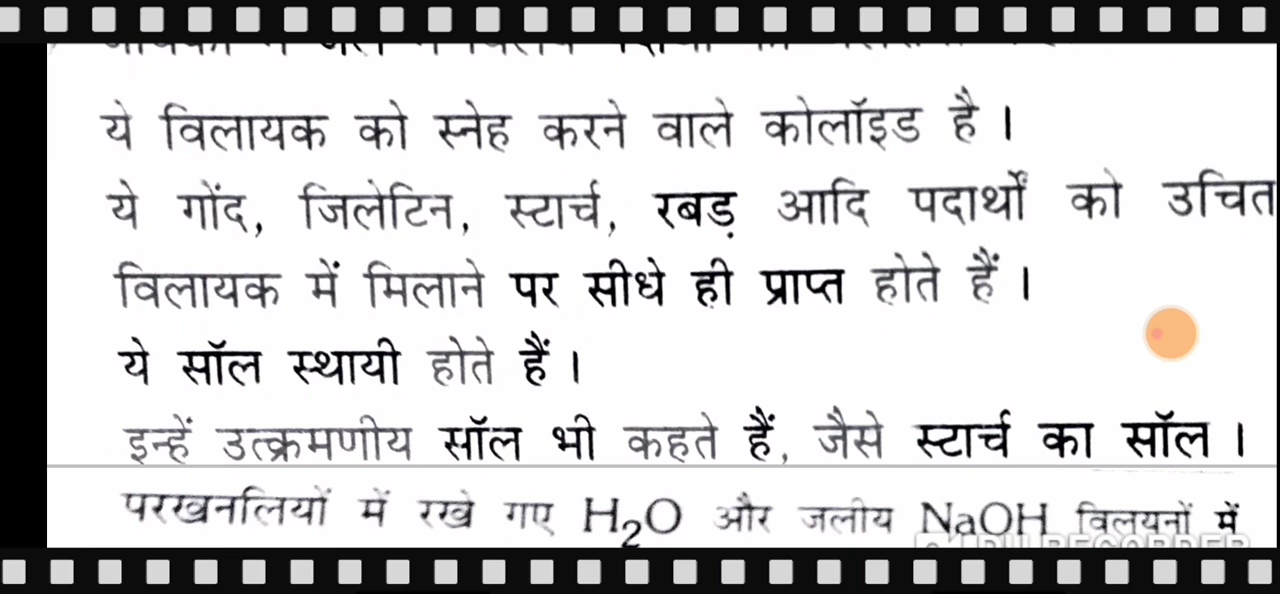 ये विलायक को स्नेह करने वाले कोलॉइड है ।
ये गोंद, जिलेटिन, स्टार्च, रबड़ आदि पदार्थों को उचित
विलायक में मिलाने पर सीधे ही प्राप्त होते हैं ।
ये सॉल स्थायी होते हैं ।
इन्हें उत्क्रमणीय सॉल भी कहते हैं, जैसे स्टार्च का सॉल ।
परखनलियों में रखे गए H₂O और जलीय NaOH विलयनों में
RECORDER